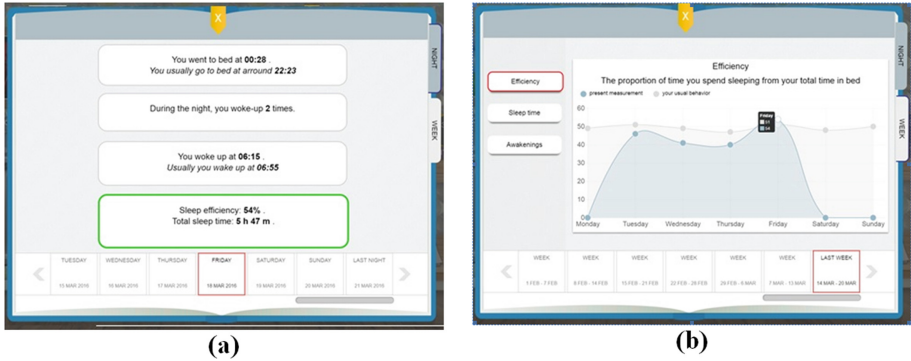 X
NIGHT
WEEK
You went to bed at 00:28 .
You usually go to bed at arround 22:23
During the night, you woke-up 2 times.
You woke up at 06:15 .
Usually you wake up at 06:55
Sleep efficiency: 54% .
Total sleep time: 5 h 47 m .
TUESDAY WEDNESDAY THURSDAY FRIDAY SATURDAY SUNDAY LAST NIGHT
15 MAR 2016 16 MAR 2016 17 MAR 2016 18 MAR 2016 19 MAR 2016 20 MAR 2016 21 MAR 2016
(a)
X
NIGHT
WEEK
Efficiency
Sleep time
Awakenings
Efficiency
The proportion of time you spend sleeping from your total time in bed
present measurement your usual behavior
60
50
40
30
20
10
0
Friday
51
54
Monday Tuesday Wednesday Thursday Friday Saturday Sunday
WEEK WEEK WEEK WEEK WEEK WEEK LAST WEEK
1 FEB - 7 FEB 8 FEB - 14 FEB 15 FEB - 21 FEB 22 FEB - 28 FEB 29 FEB - 6 MAR 7 MAR - 13 MAR 14 MAR - 20 MAR
(b)